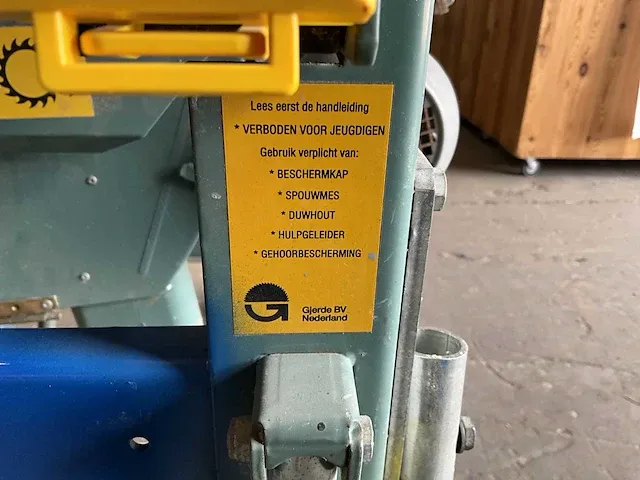 Lees eerst de handleiding
* VERBODEN VOOR JEUGDIGEN
Gebruik verplicht van:
* BESCHERMKAP
* SPOUWMES
* DUWHOUT
* HULPGELEIDER
* GEHOORBESCHERMING
Gjerde BV
Nederland